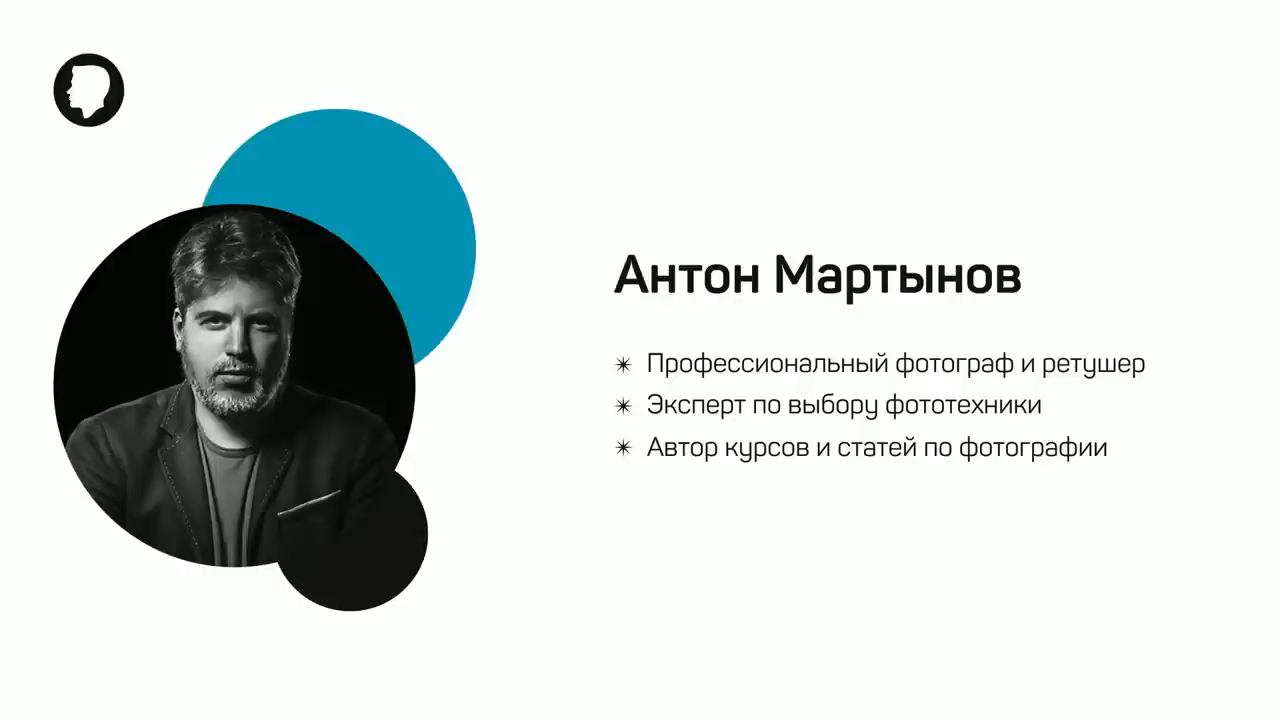 Антон Мартынов
Профессиональный фотограф и ретушер
Эксперт по выбору фототехники
Автор курсов и статей по фотографии